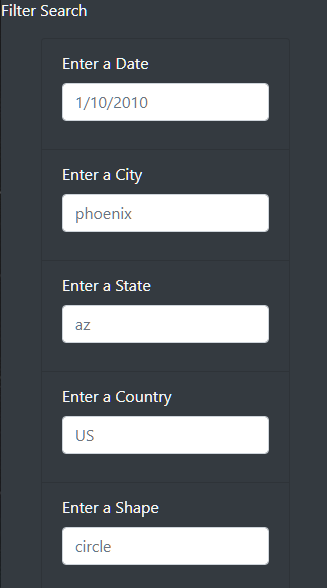 Filter Search
Enter a Date
1/10/2010
Enter a City
phoenix
Enter a State
az
Enter a Country
US
Enter a Shape
circle